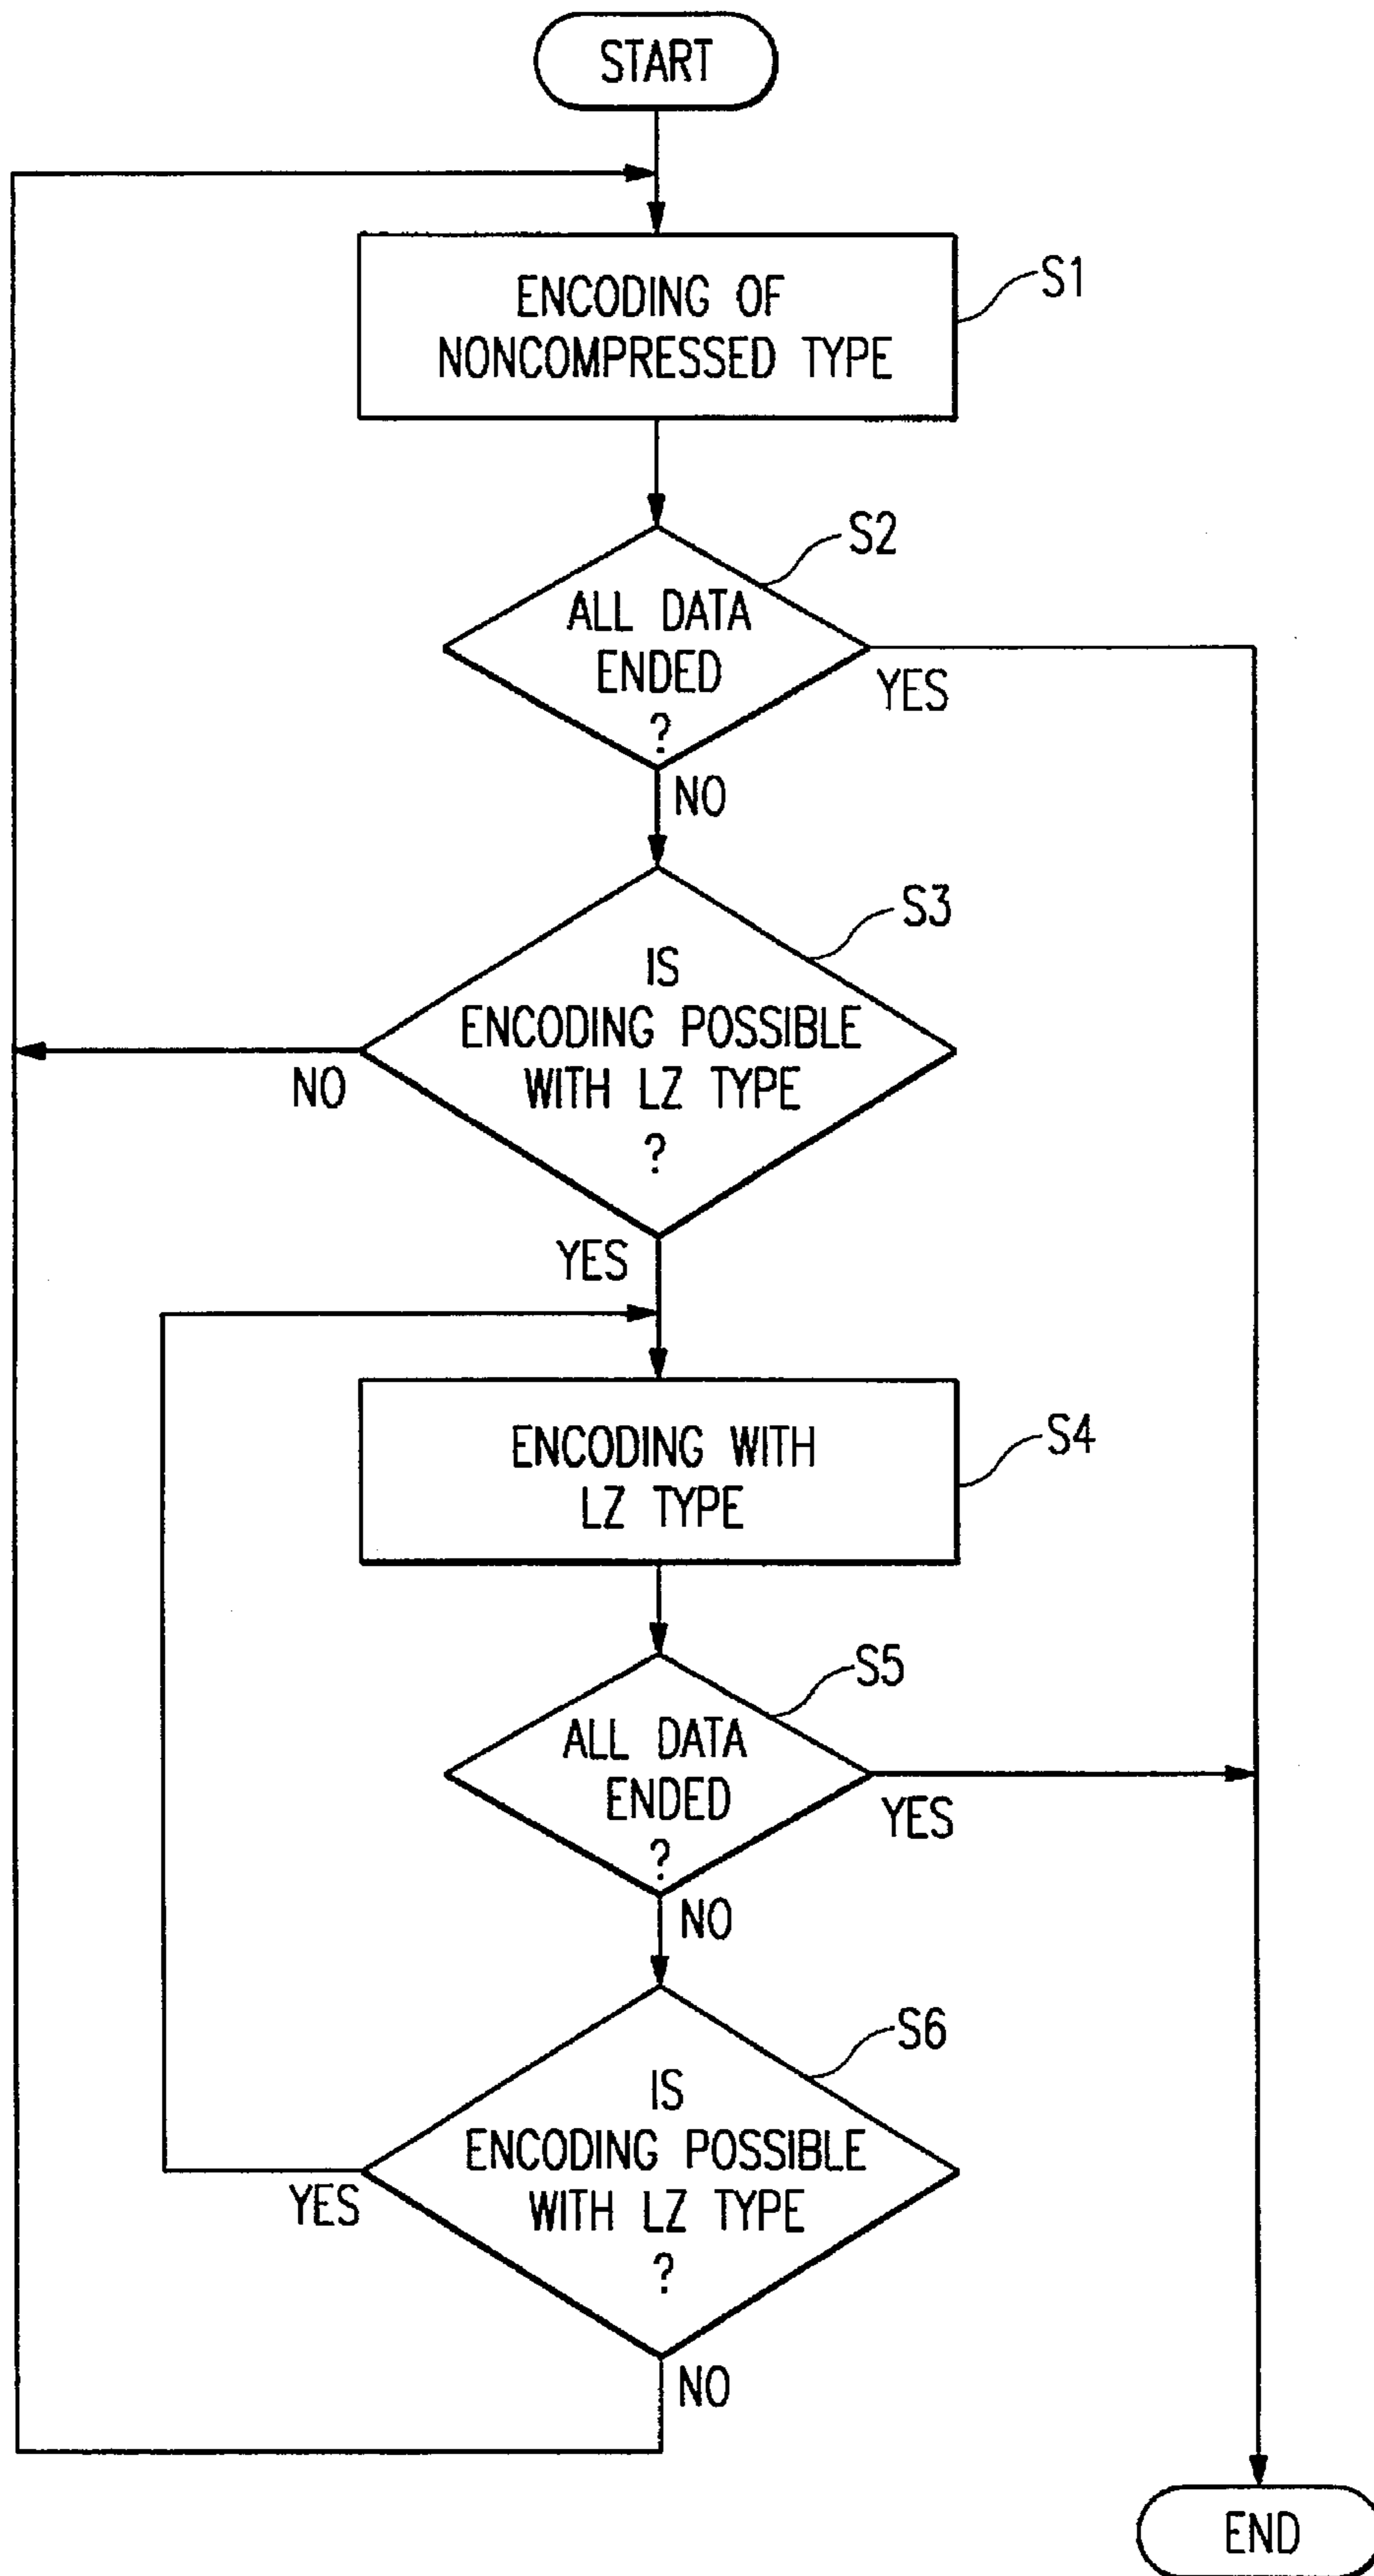 START
ENCODING OF
NONCOMPRESSED TYPE
S1
S2
ALL DATA
ENDED
?
YES
NO
S3
IS
ENCODING POSSIBLE
WITH LZ TYPE
?
NO
YES
ENCODING WITH
LZ TYPE
S4
S5
ALL DATA
ENDED
?
YES
NO
S6
IS
ENCODING POSSIBLE
WITH LZ TYPE
?
YES
NO
END